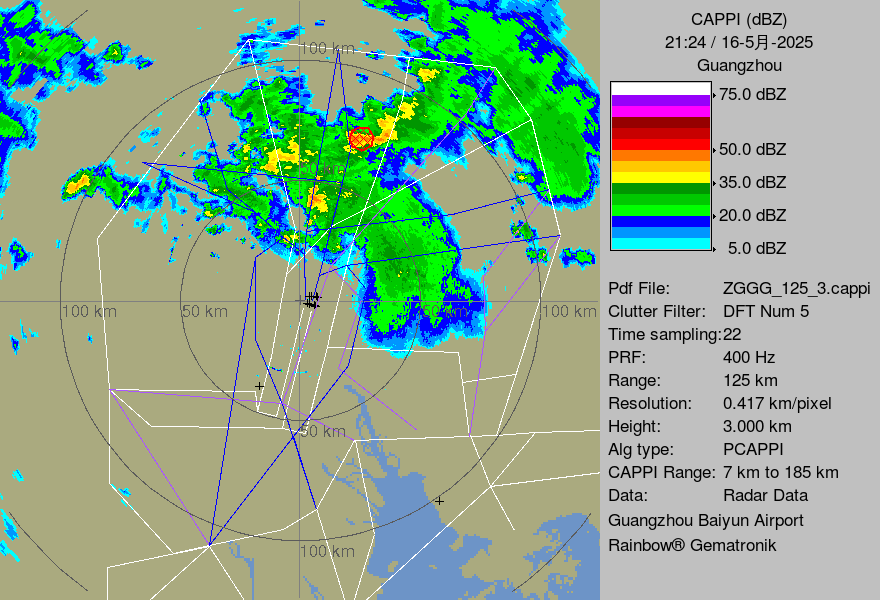 CAPPI (dBZ)
21:24 / 16-5月-2025
Guangzhou
75.0 dBZ
50.0 dBZ
35.0 dBZ
20.0 dBZ
5.0 dBZ
Pdf File: ZGGG_125_3.cappi
Clutter Filter: DFT Num 5
Time sampling:22
PRF: 400 Hz
Range: 125 km
Resolution: 0.417 km/pixel
Height: 3.000 km
Alg type: PCAPPI
CAPPI Range: 7 km to 185 km
Data: Radar Data
Guangzhou Baiyun Airport
Rainbow® Gematronik
100 km
100 km
50 km
50 km
100 km
50 km
100 km